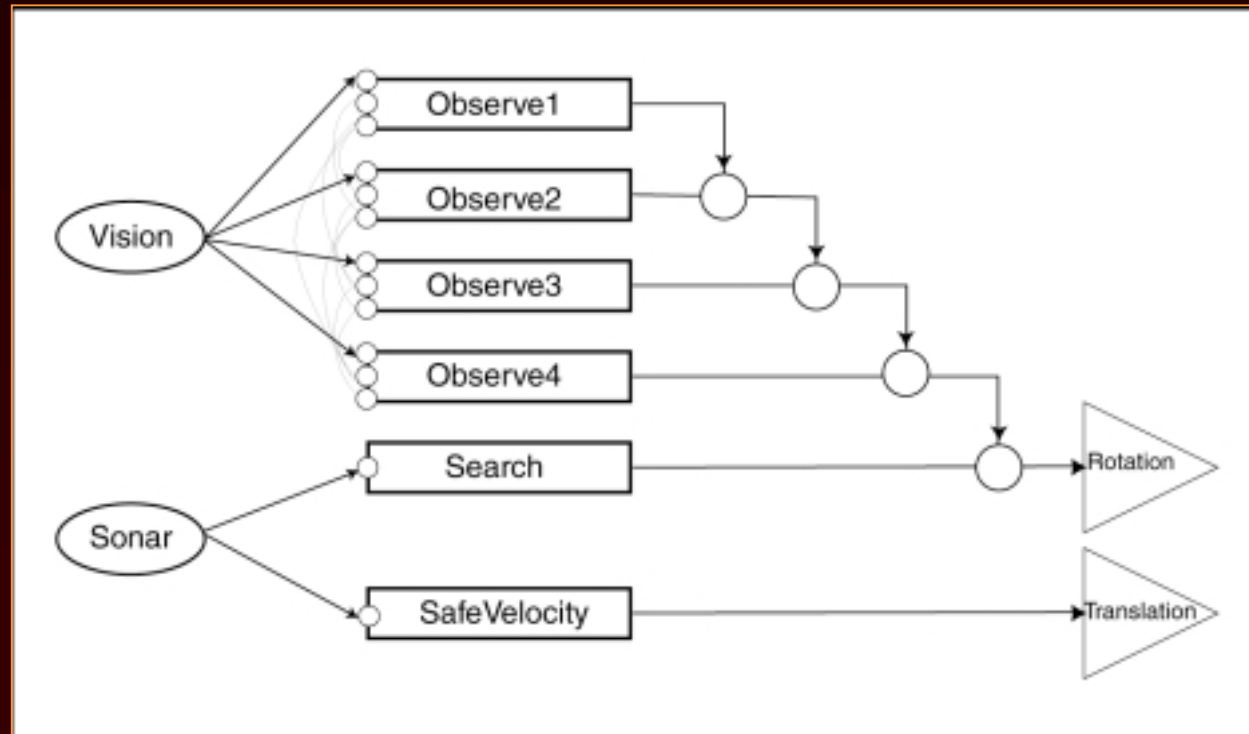 Observe1
Observe2
Vision
Observe3
Observe4
Search
Rotation
Sonar
SafeVelocity
Translation